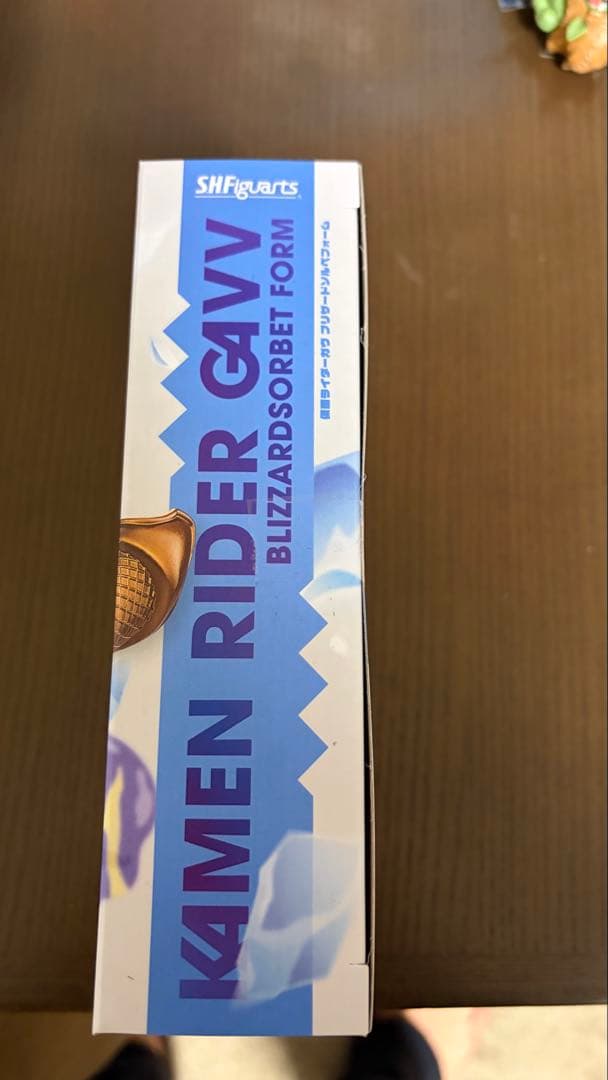 SHFiguarts
KAMEN RIDER GAVV
BLIZZARDSORBET FORM
仮面ライダーガヴ ブリザードソルベフォーム